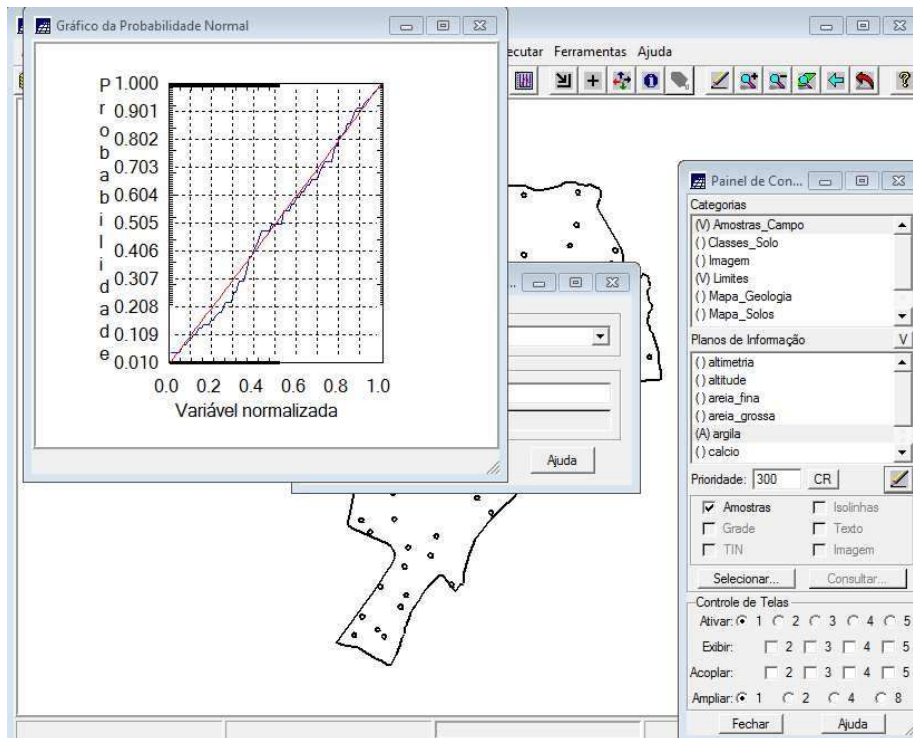 Gráfico da Probabilidade Normal
Probabilidade
1.000
0.901
0.802
0.703
0.604
0.505
0.406
0.307
0.208
0.109
0.010
0.0 0.2 0.4 0.6 0.8 1.0
Variável normalizada
ecutar Ferramentas Ajuda
...
Ajuda
Painel de Con...
Categorias
(V) Amostras_Campo
( ) Classes_Solo
( ) Imagem
(V) Limites
( ) Mapa_Geologia
( ) Mapa_Solos
Planos de Informação V
( ) altimetria
( ) altitude
( ) areia_fina
( ) areia_grossa
(A) argila
( ) calcio
Prioridade: 300 CR
Amostras Isolinhas
Grade Texto
TIN Imagem
Selecionar... Consultar...
Controle de Telas
Ativar: 1 2 3 4 5
Exibir: 2 3 4 5
Acoplar: 2 3 4 5
Ampliar: 1 2 4 8
Fechar Ajuda